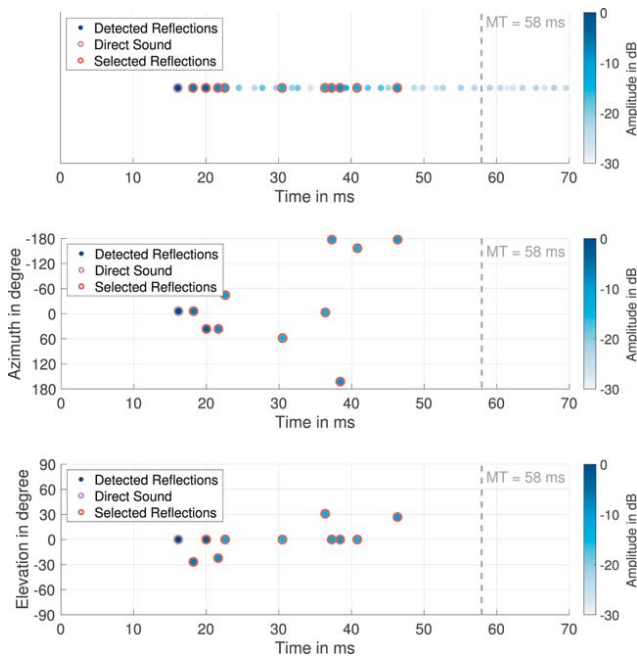 Detected Reflections
Direct Sound
Selected Reflections
MT = 58 ms
0 10 20 30 40 50 60 70
Time in ms
0
-10
-20
-30
Amplitude in dB
-180
-120
-60
0
60
120
180
Azimuth in degree
Detected Reflections
Direct Sound
Selected Reflections
MT = 58 ms
0 10 20 30 40 50 60 70
Time in ms
0
-10
-20
-30
Amplitude in dB
90
60
30
0
-30
-60
-90
Elevation in degree
Detected Reflections
Direct Sound
Selected Reflections
MT = 58 ms
0 10 20 30 40 50 60 70
Time in ms
0
-10
-20
-30
Amplitude in dB